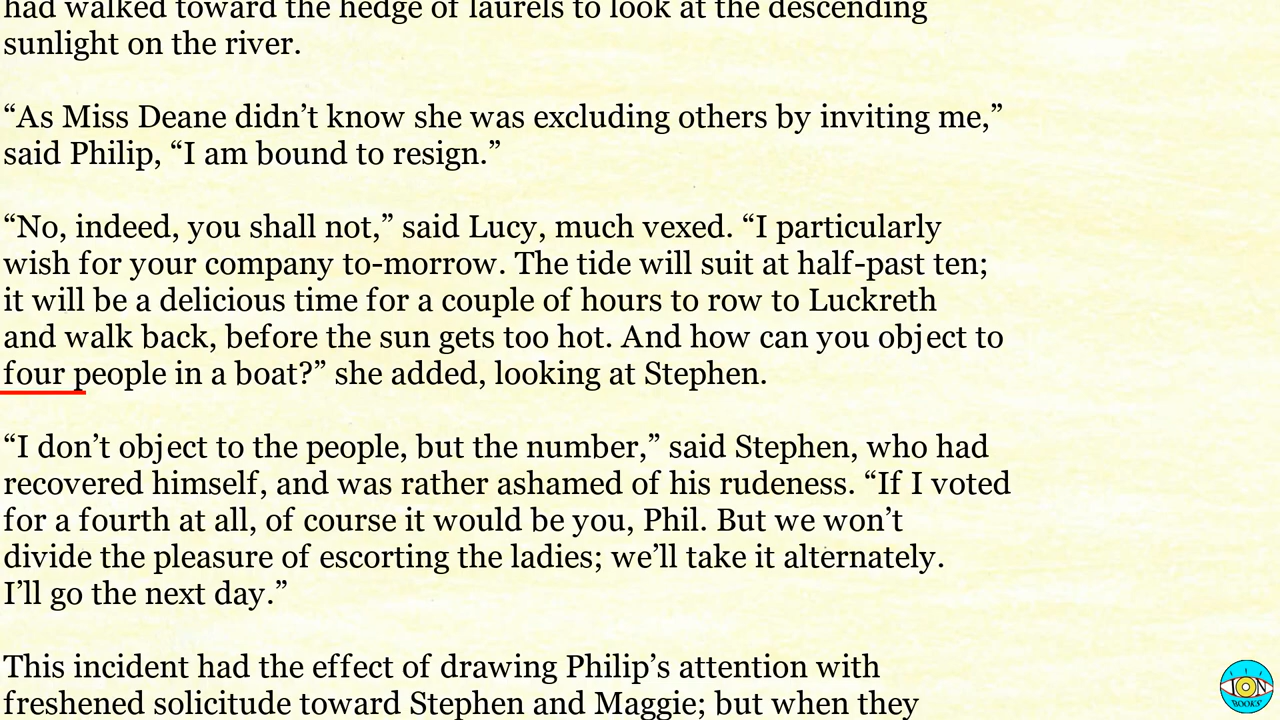 had walked toward the hedge of laurels to look at the descending
sunlight on the river.
“As Miss Deane didn’t know she was excluding others by inviting me,”
said Philip, “I am bound to resign.”
“No, indeed, you shall not,” said Lucy, much vexed. “I particularly
wish for your company to-morrow. The tide will suit at half-past ten;
it will be a delicious time for a couple of hours to row to Luckreth
and walk back, before the sun gets too hot. And how can you object to
four people in a boat?” she added, looking at Stephen.
“I don’t object to the people, but the number,” said Stephen, who had
recovered himself, and was rather ashamed of his rudeness. “If I voted
for a fourth at all, of course it would be you, Phil. But we won’t
divide the pleasure of escorting the ladies; we’ll take it alternately.
I’ll go the next day.”
This incident had the effect of drawing Philip’s attention with
freshened solicitude toward Stephen and Maggie; but when they
ION
BOOKS